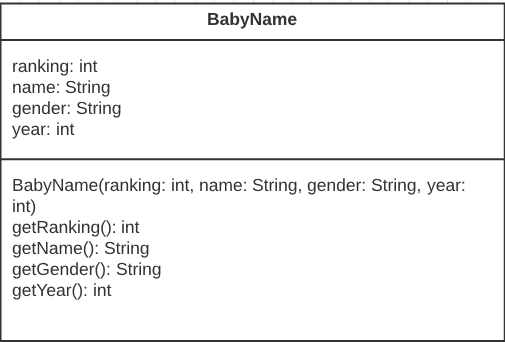 BabyName
ranking: int
name: String
gender: String
year: int
BabyName(ranking: int, name: String, gender: String, year:
int)
getRanking(): int
getName(): String
getGender(): String
getYear(): int